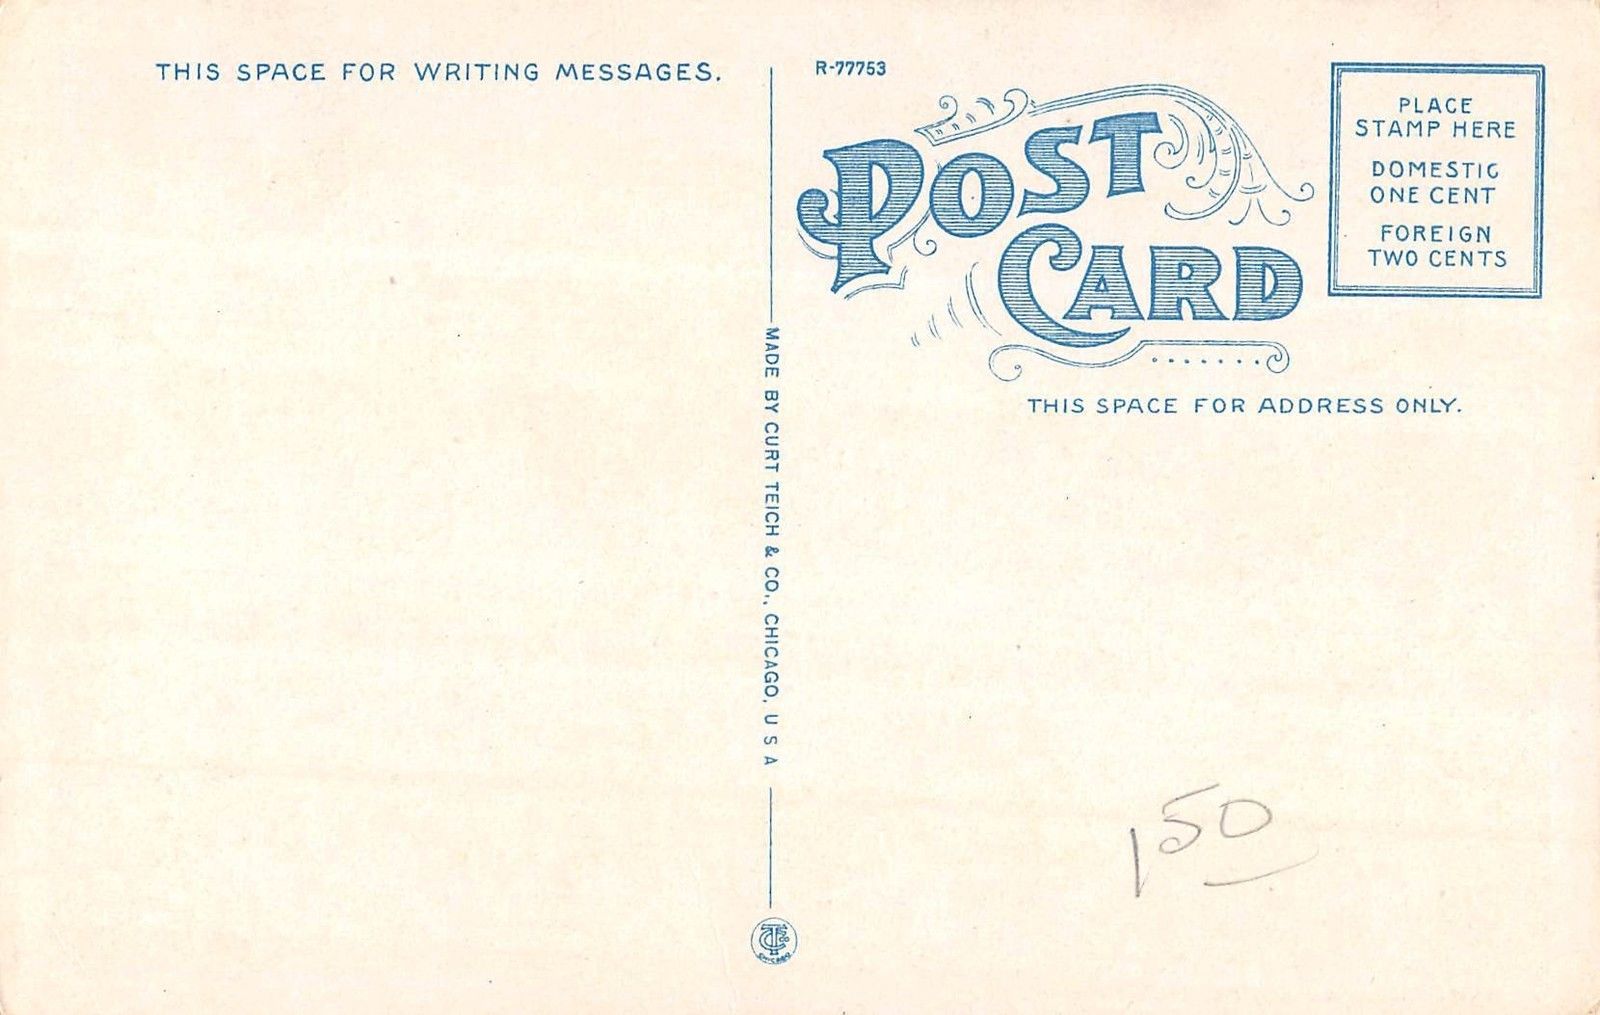 THIS SPACE FOR WRITING MESSAGES.
R-77753
POST
CARD
PLACE
STAMP HERE
DOMESTIC
ONE CENT
FOREIGN
TWO CENTS
THIS SPACE FOR ADDRESS ONLY.
MADE BY CURT TEICH & CO., CHICAGO, U S A
150
CHICAGO